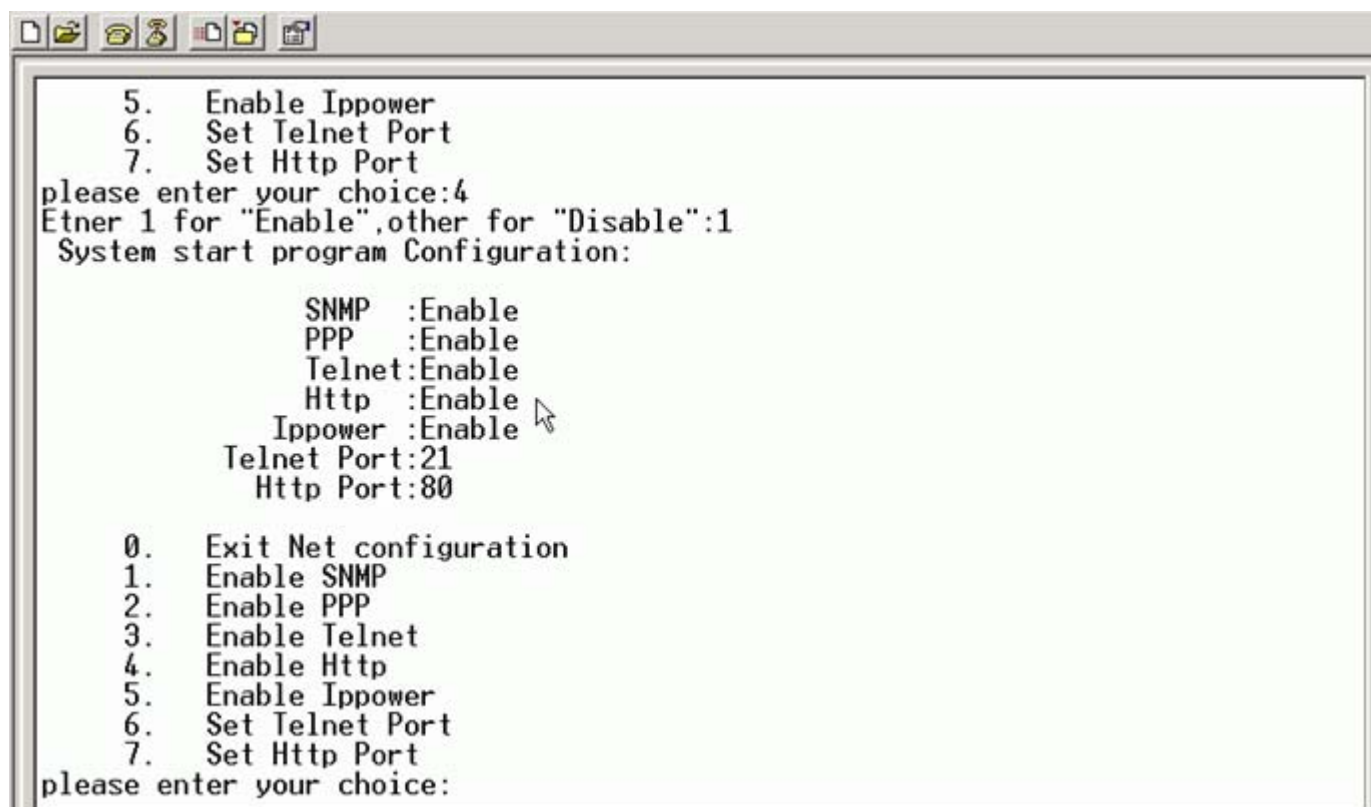 5. Enable Ippower
6. Set Telnet Port
7. Set Http Port
please enter your choice:4
Etner 1 for "Enable",other for "Disable":1
System start program Configuration:
SNMP :Enable
PPP :Enable
Telnet:Enable
Http :Enable
Ippower :Enable
Telnet Port:21
Http Port:80
0. Exit Net configuration
1. Enable SNMP
2. Enable PPP
3. Enable Telnet
4. Enable Http
5. Enable Ippower
6. Set Telnet Port
7. Set Http Port
please enter your choice: